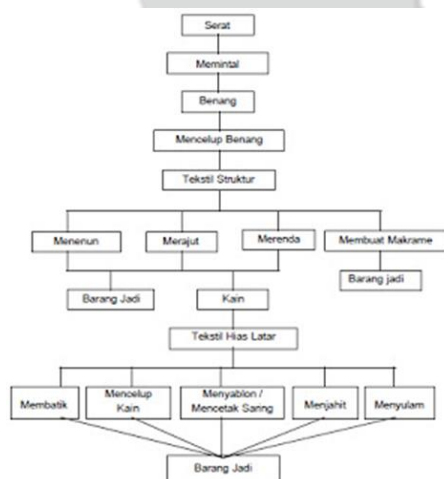 Serat
Memintal
Benang
Mencelup Benang
Tekstil Struktur
Menenun
Merajut
Merenda
Membuat Makrame
Barang Jadi
Kain
Barang jadi
Tekstil Hias Latar
Membatik
Mencelup
Kain
Menyablon /
Mencetak Saring
Menjahit
Menyulam
Barang Jadi